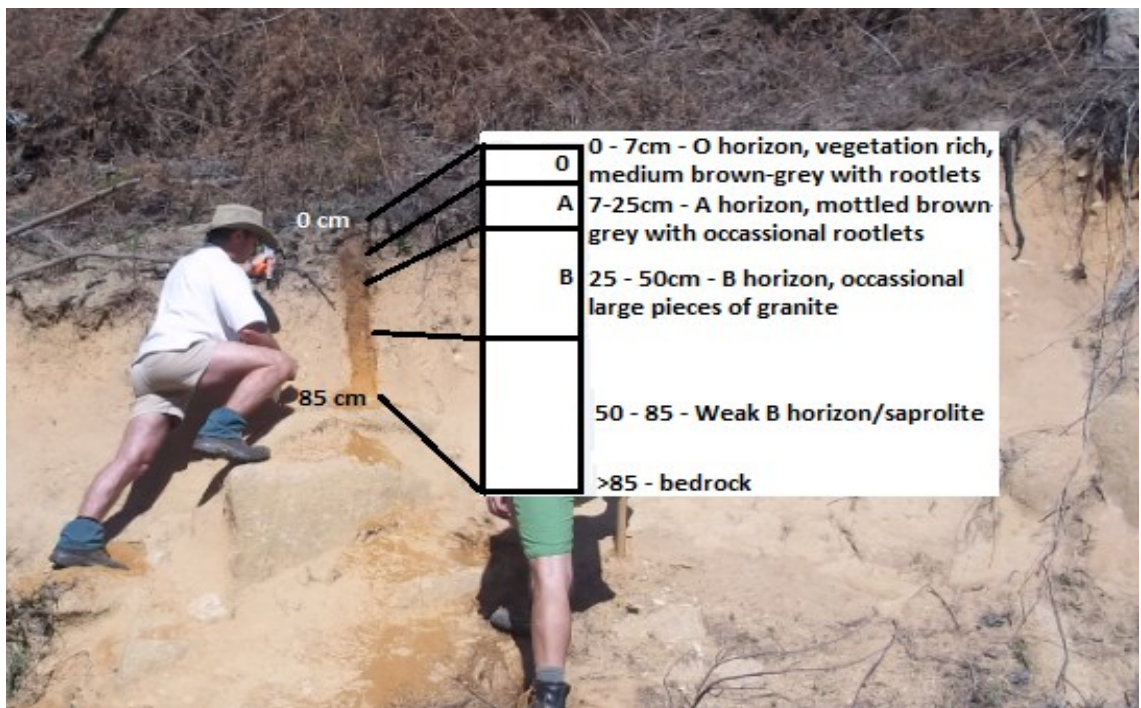 0 - 7cm - O horizon, vegetation rich,
medium brown-grey with rootlets
O
A
7-25cm - A horizon, mottled brown
grey with occassional rootlets
0 cm
B
25 - 50cm - B horizon, occassional
large pieces of granite
85 cm
50 - 85 - Weak B horizon/saprolite
>85 - bedrock